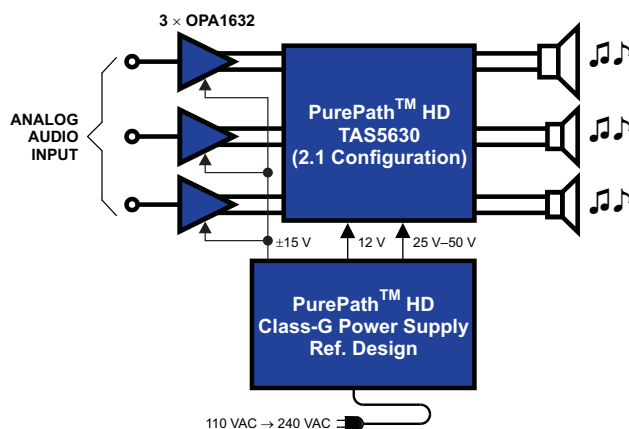 3 × OPA1632
ANALOG
AUDIO
INPUT
PurePath™ HD
TAS5630
(2.1 Configuration)
±15 V
12 V
25 V–50 V
PurePath™ HD
Class-G Power Supply
Ref. Design
110 VAC → 240 VAC